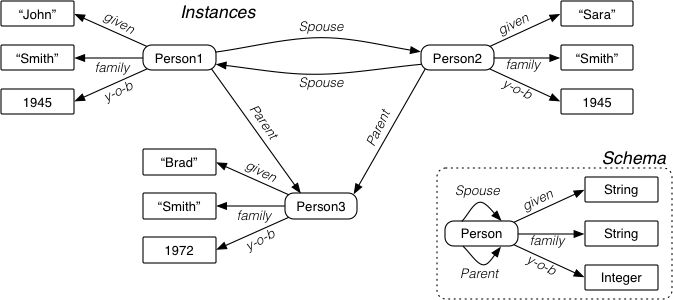 Instances
“John”
given
Spouse
given
“Sara”
“Smith”
family
Person1
Person2
family
“Smith”
Spouse
1945
y-o-b
y-o-b
1945
Parent
Parent
“Brad”
given
“Smith”
family
Person3
1972
y-o-b
Schema
Spouse
given
String
Person
family
String
Parent
y-o-b
Integer